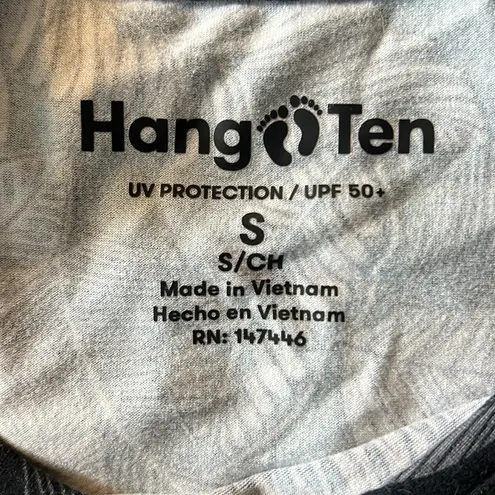 Hang Ten
UV PROTECTION / UPF 50+
S
S/CH
Made in Vietnam
Hecho en Vietnam
RN: 147446